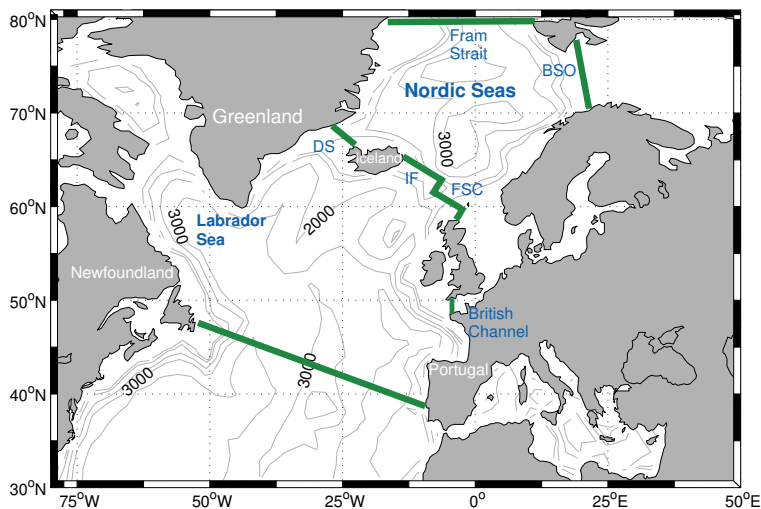 80°N
70°N
60°N
50°N
40°N
30°N
75°W
50°W
25°W
0°
25°E
50°E
Fram
Strait
BSO
Nordic Seas
Greenland
3000
DS
Iceland
IF
FSC
3000
Labrador
Sea
2000
Newfoundland
British
Channel
3000
3000
Portugal